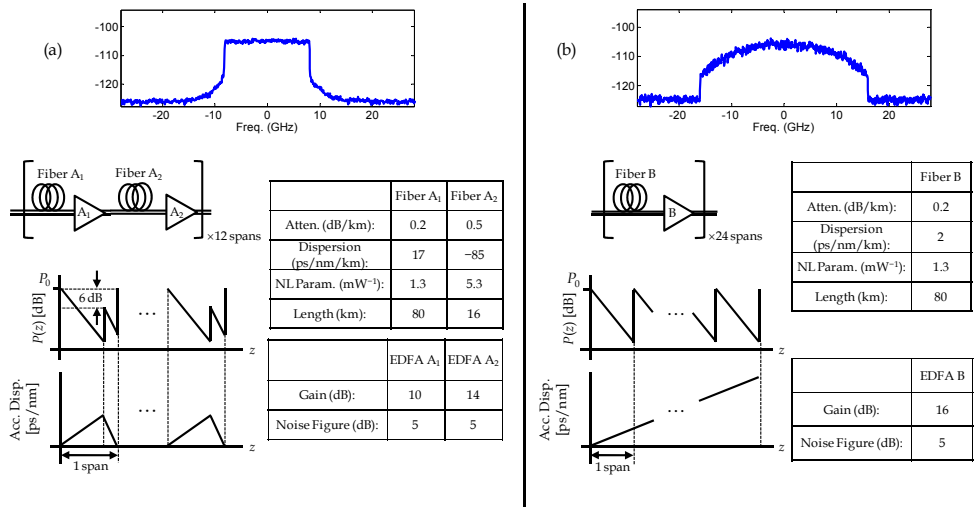 (a)
-100
-110
-120
-20 -10 0 10 20
Freq. (GHz)
Fiber A1 Fiber A2
A1 A2
×12 spans
Fiber A1 Fiber A2
Atten. (dB/km): 0.2 0.5
Dispersion (ps/nm/km): 17 −85
NL Param. (mW−1): 1.3 5.3
Length (km): 80 16
P0
6 dB
P(z) [dB]
...
z
EDFA A1 EDFA A2
Gain (dB): 10 14
Noise Figure (dB): 5 5
Acc. Disp.
[ps/nm]
...
z
1 span
(b)
-100
-110
-120
-20 -10 0 10 20
Freq. (GHz)
Fiber B
B
×24 spans
Fiber B
Atten. (dB/km): 0.2
Dispersion (ps/nm/km): 2
NL Param. (mW−1): 1.3
Length (km): 80
P0
P(z) [dB]
...
z
EDFA B
Gain (dB): 16
Noise Figure (dB): 5
Acc. Disp.
[ps/nm]
...
z
1 span